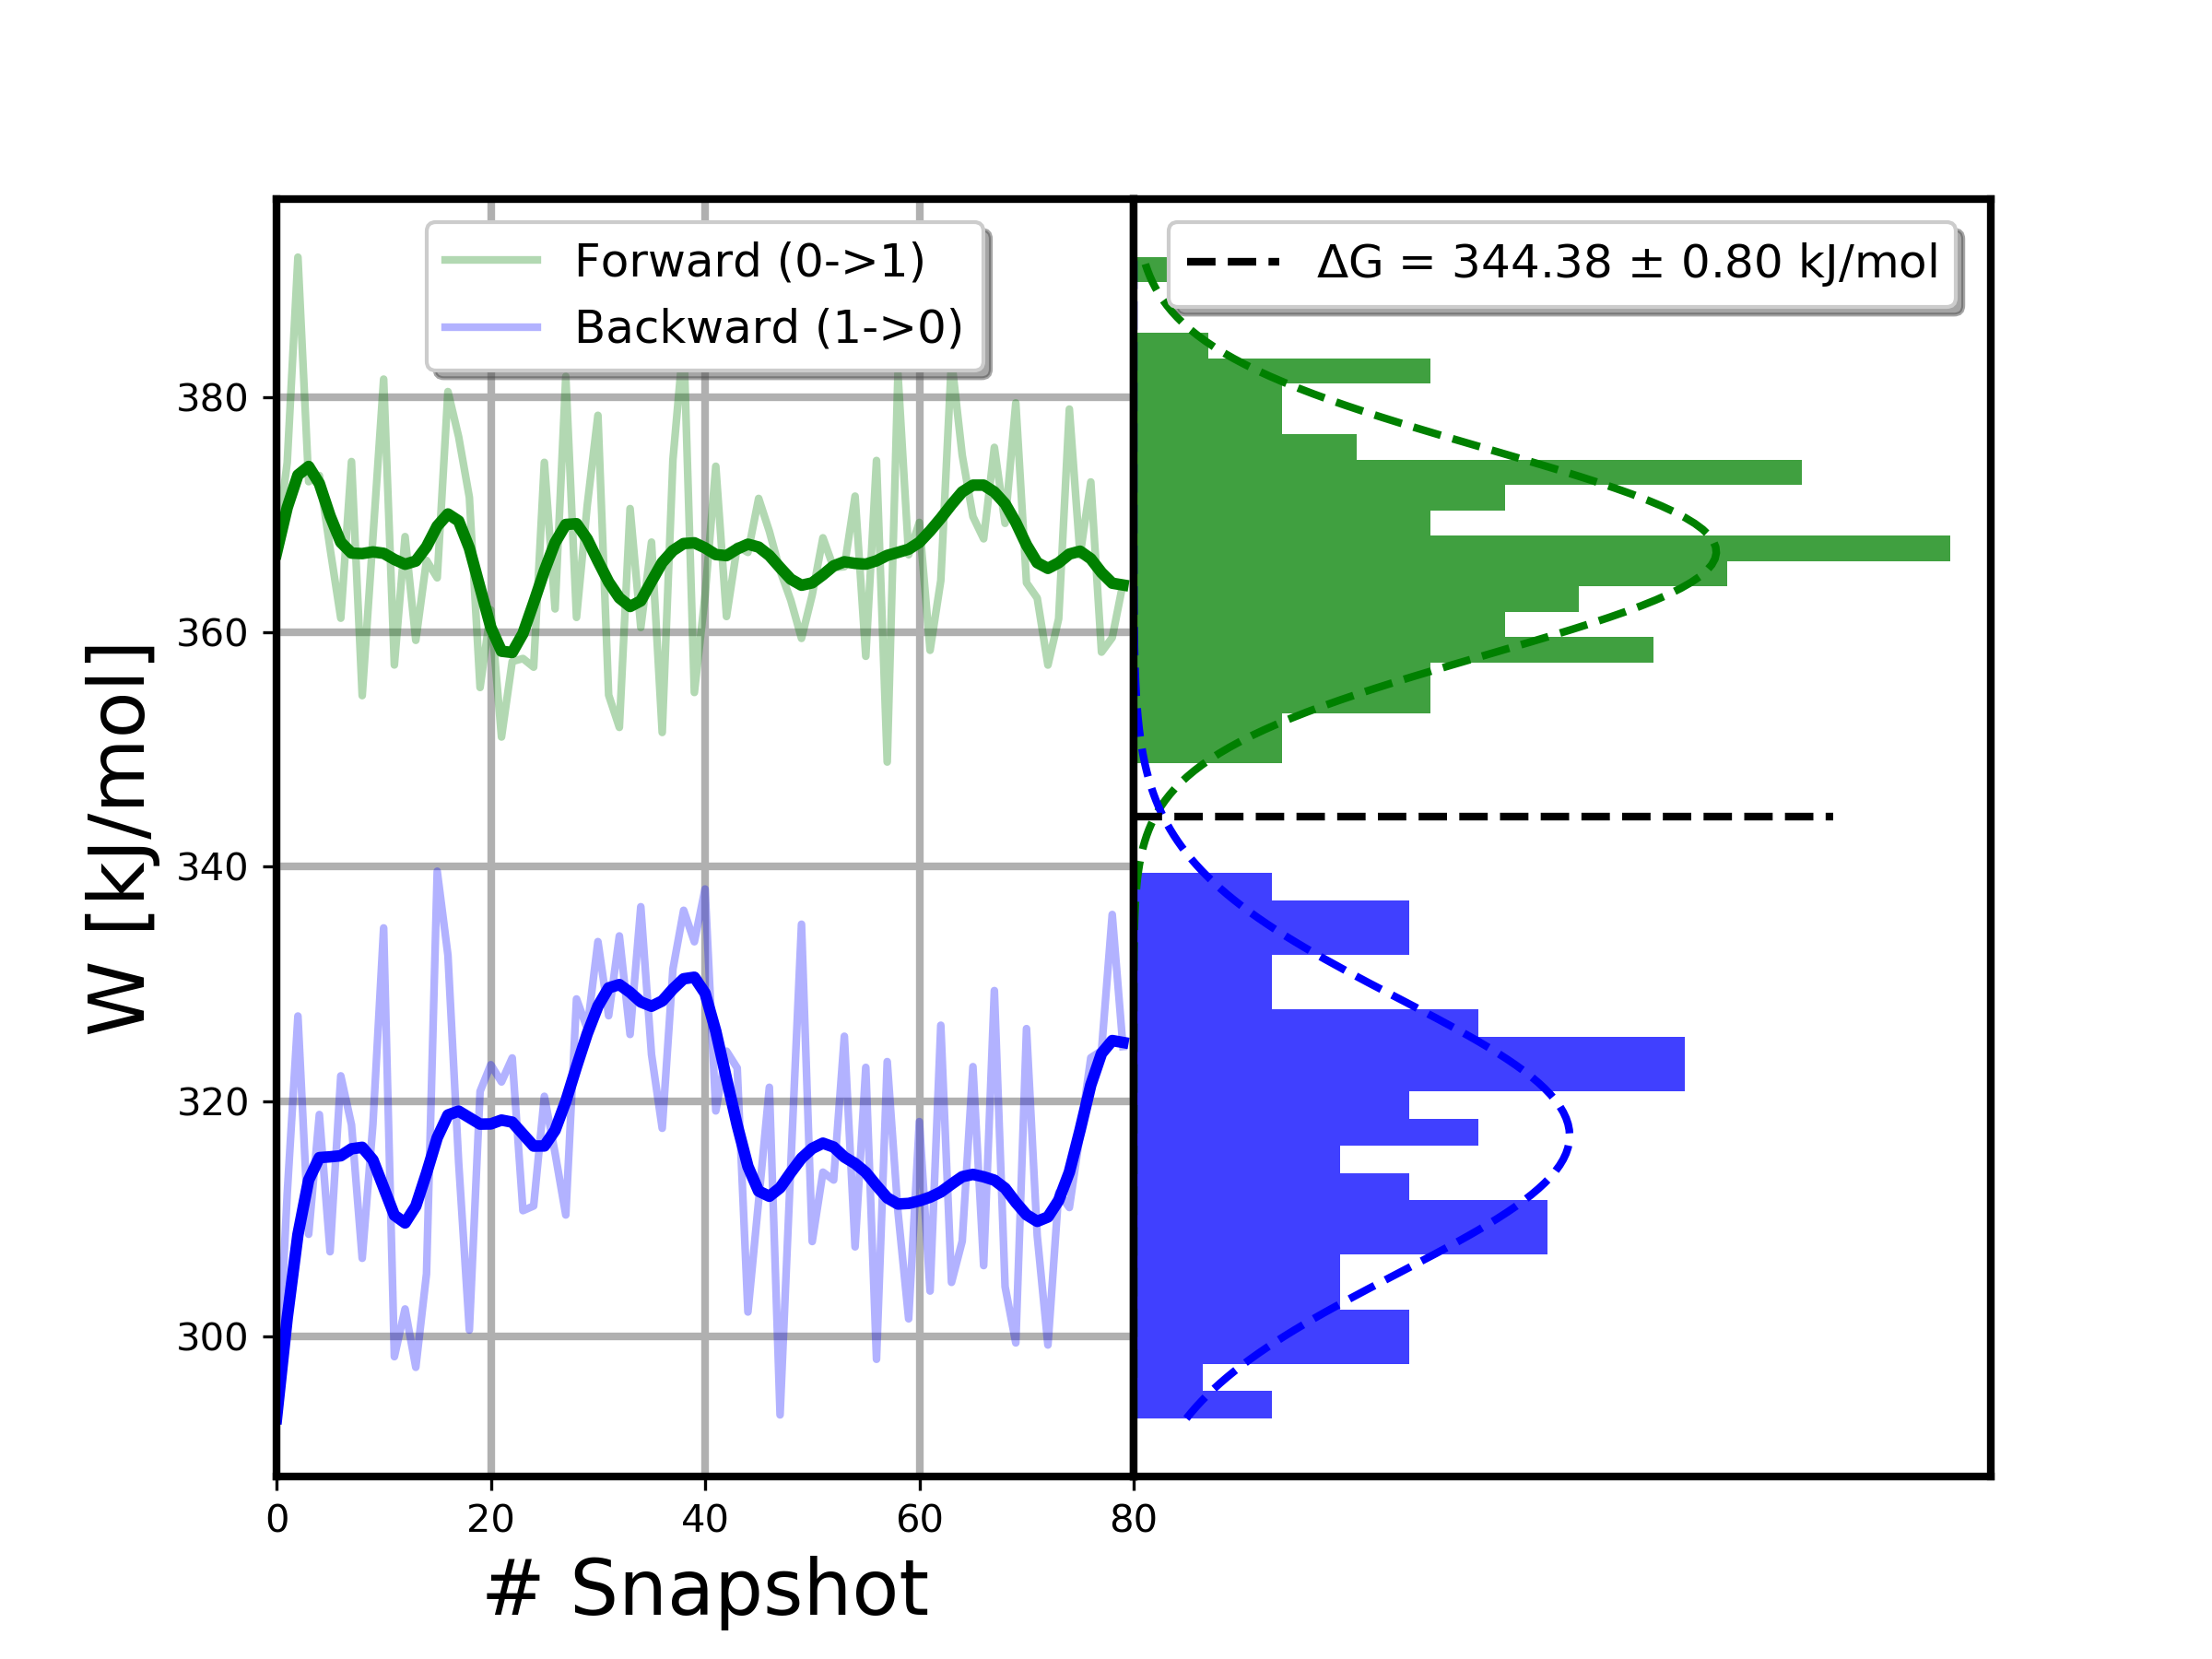 Forward (0->1)
Backward (1->0)
ΔG = 344.38 ± 0.80 kJ/mol
W [kJ/mol]
380
360
340
320
300
0 20 40 60 80
# Snapshot